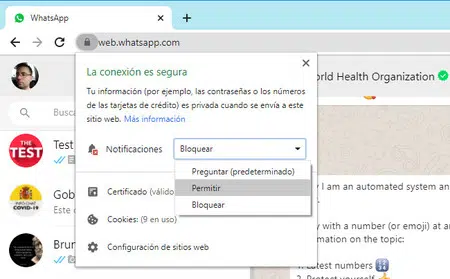 WhatsApp
web.whatsapp.com
La conexión es segura
Tu información (por ejemplo, las contraseñas o los números
de las tarjetas de crédito) es privada cuando se envía a este
sitio web. Más información
Notificaciones
Bloquear
Preguntar (predeterminado)
Permitir
Bloquear
Certificado (válido
Cookies: (9 en uso)
Configuración de sitios web
Busca
THE
TEST
Test
Gob
COVID-19
Este
Brun
orld Health Organization
I am an automated system an
with a number (or emoji) at an
mation on the topic:
1. Latest numbers 🔢
2. Protect yourself